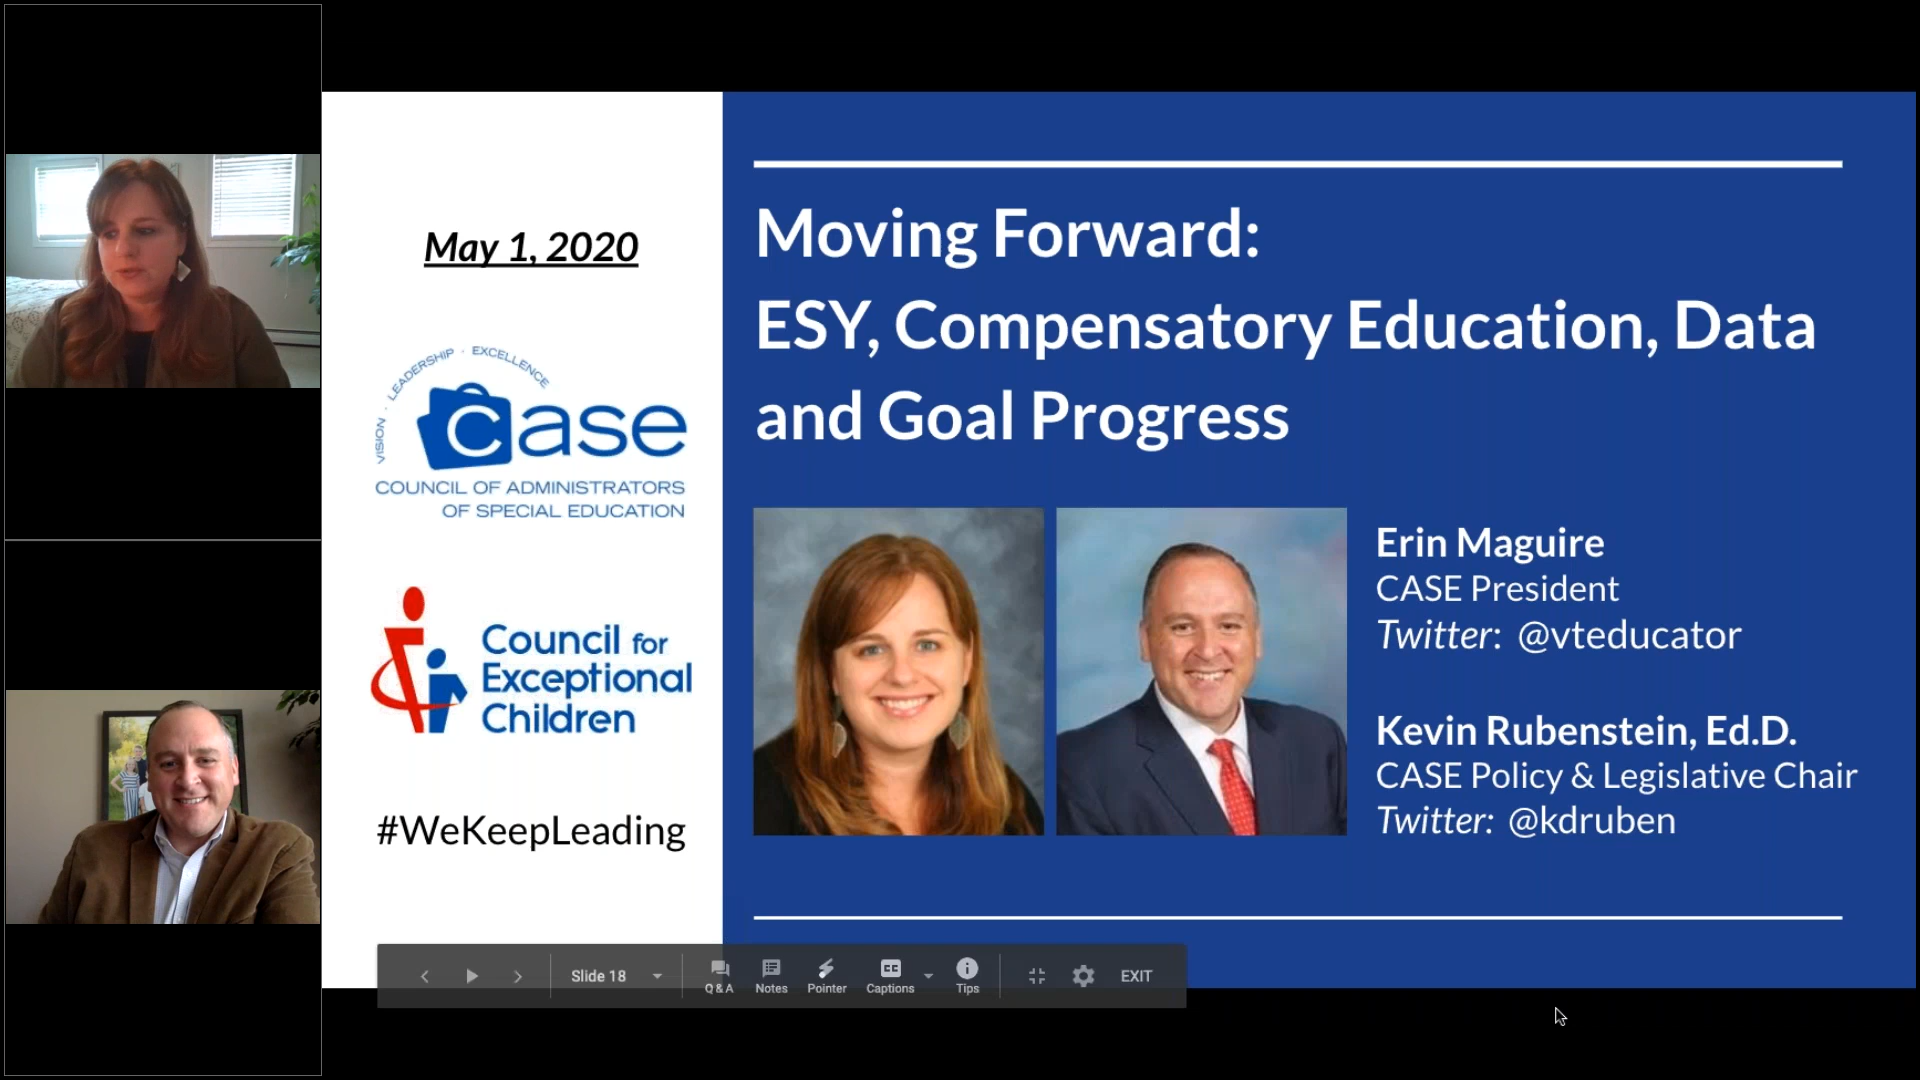 May 1, 2020
VISION · LEADERSHIP · EXCELLENCE
case
COUNCIL OF ADMINISTRATORS
OF SPECIAL EDUCATION
Council for
Exceptional
Children
#WeKeepLeading
Moving Forward:
ESY, Compensatory Education, Data
and Goal Progress
Erin Maguire
CASE President
Twitter: @vteducator
Kevin Rubenstein, Ed.D.
CASE Policy & Legislative Chair
Twitter: @kdruben
Slide 18
Q & A
Notes
Pointer
CC
Captions
Tips
EXIT